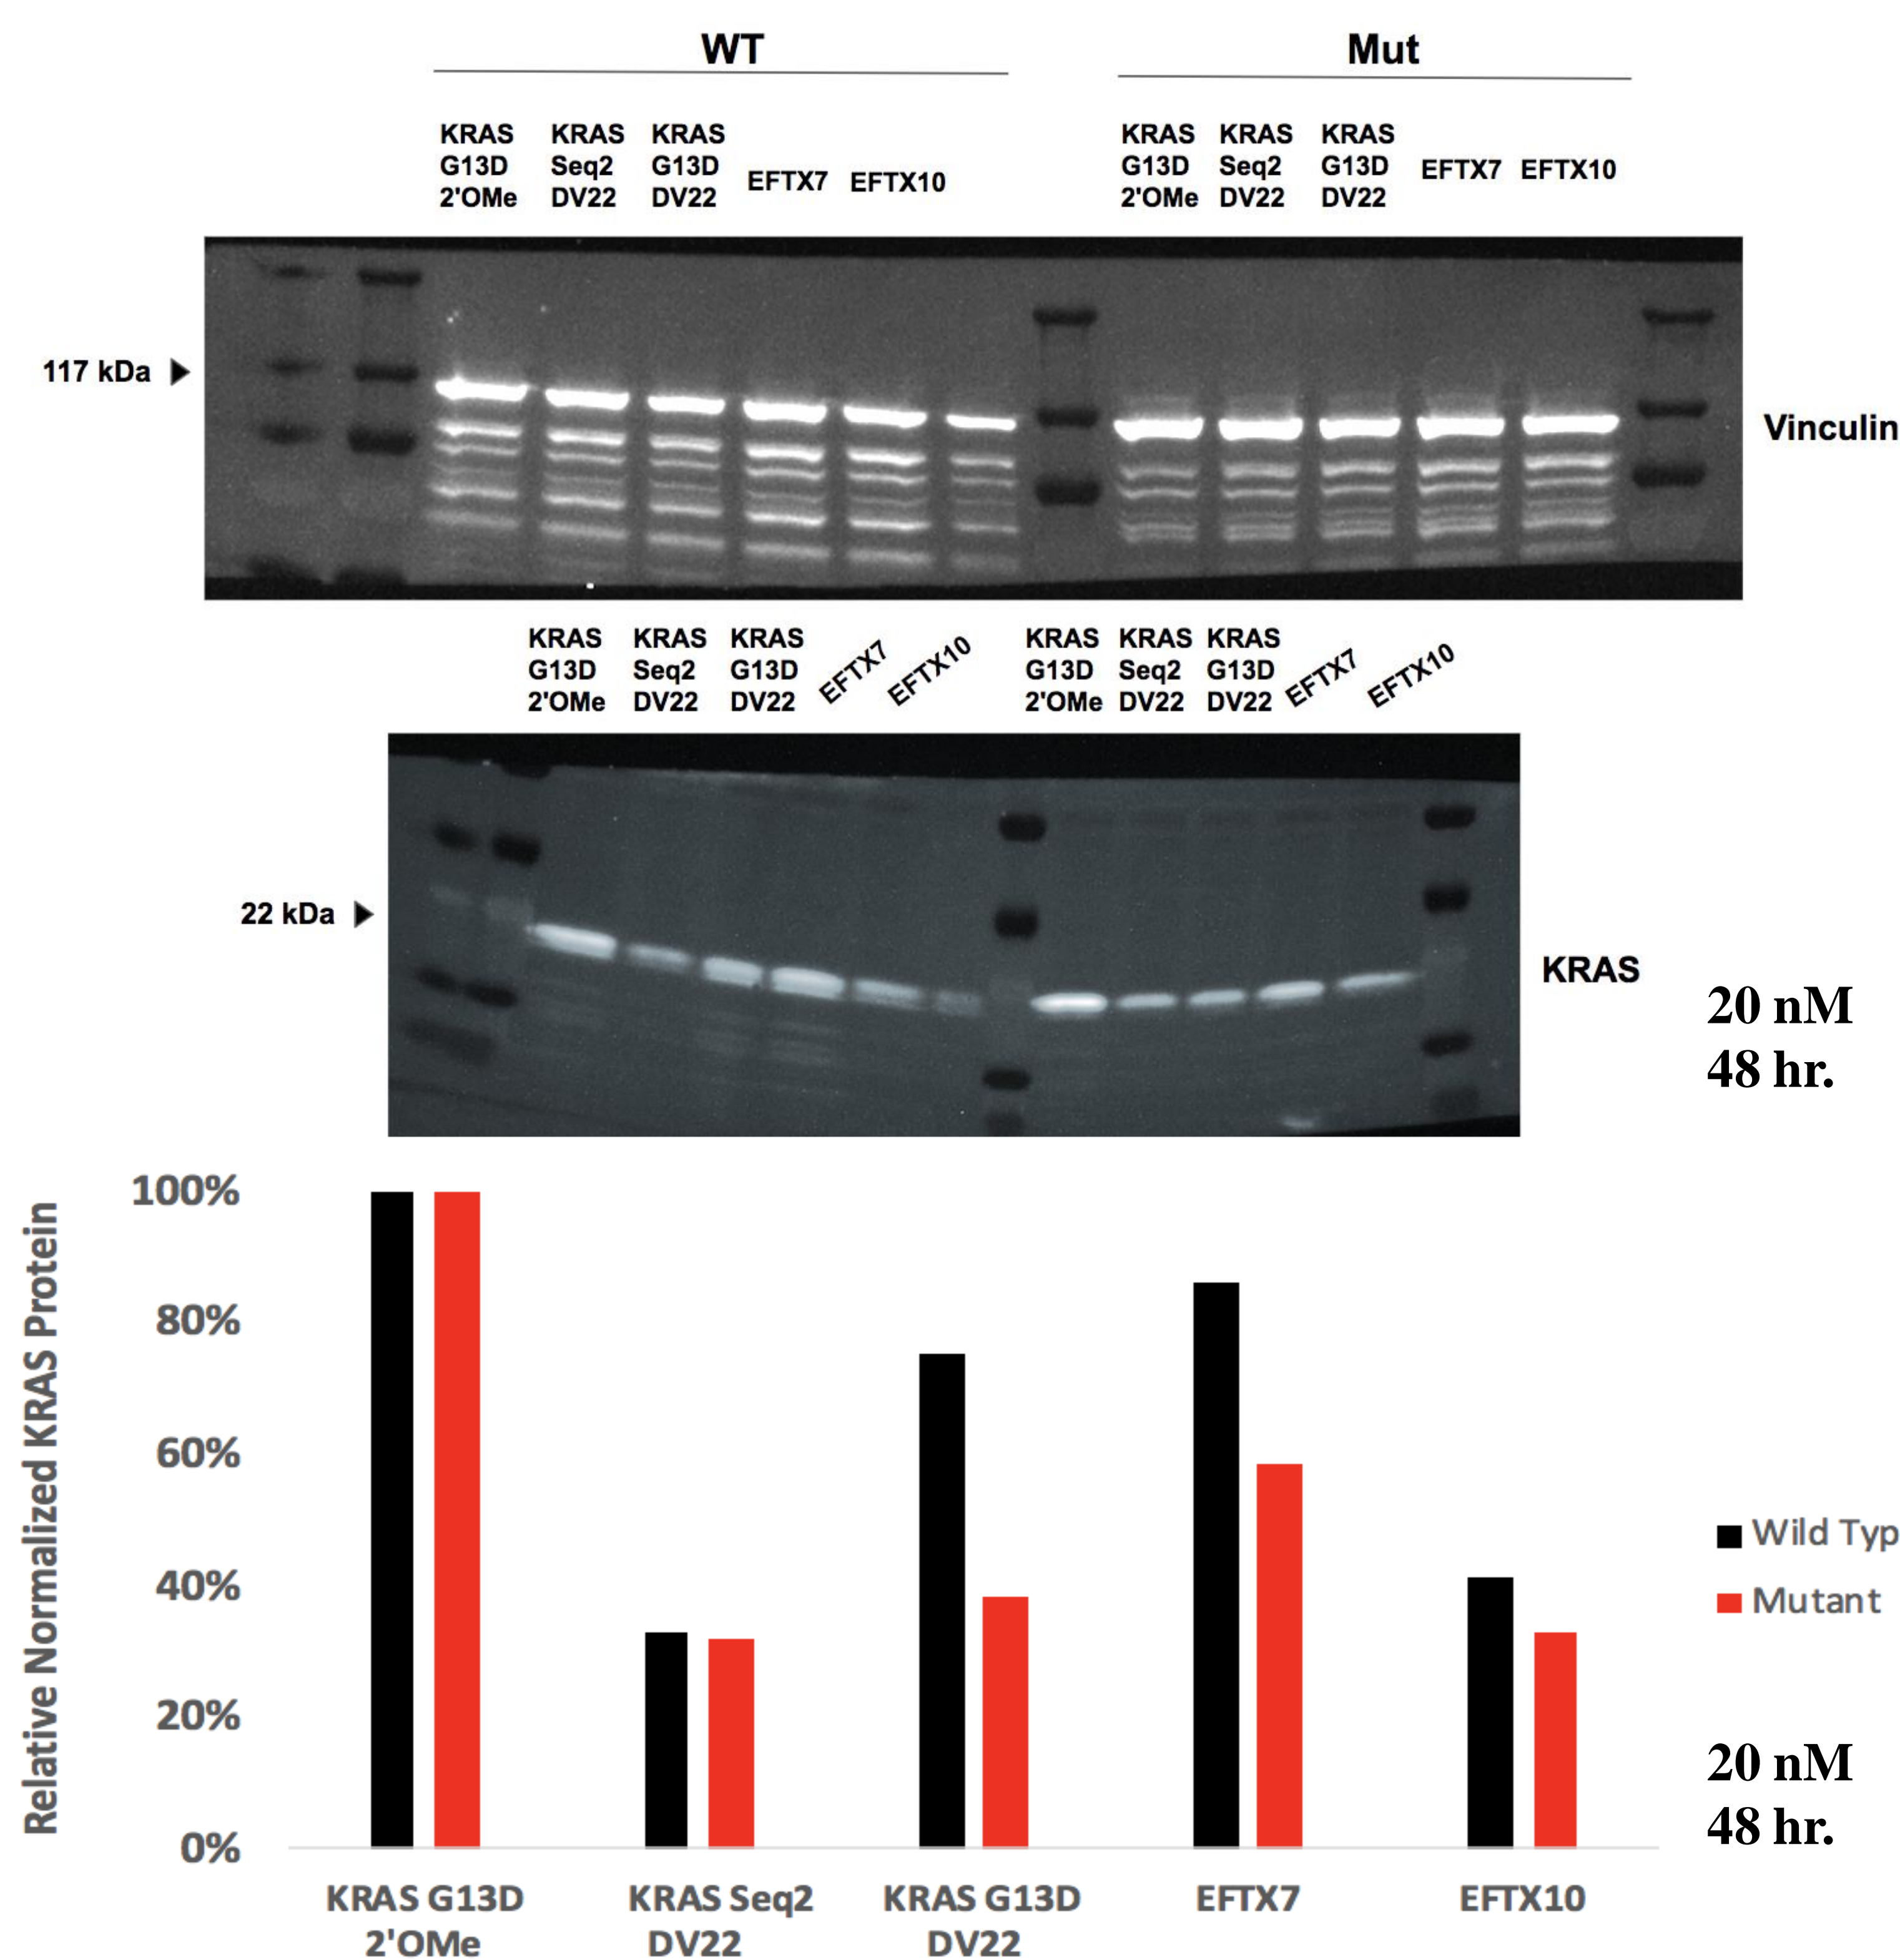 WT
Mut
KRAS G13D 2'OMe
KRAS Seq2 DV22
KRAS G13D DV22
EFTX7
EFTX10
KRAS G13D 2'OMe
KRAS Seq2 DV22
KRAS G13D DV22
EFTX7
EFTX10
117 kDa
Vinculin
KRAS G13D 2'OMe
KRAS Seq2 DV22
KRAS G13D DV22
EFTX7
EFTX10
KRAS G13D 2'OMe
KRAS Seq2 DV22
KRAS G13D DV22
EFTX7
EFTX10
22 kDa
KRAS
20 nM
48 hr.
Relative Normalized KRAS Protein
100%
80%
60%
40%
20%
0%
KRAS G13D 2'OMe
KRAS Seq2 DV22
KRAS G13D DV22
EFTX7
EFTX10
Wild Typ
Mutant
20 nM
48 hr.